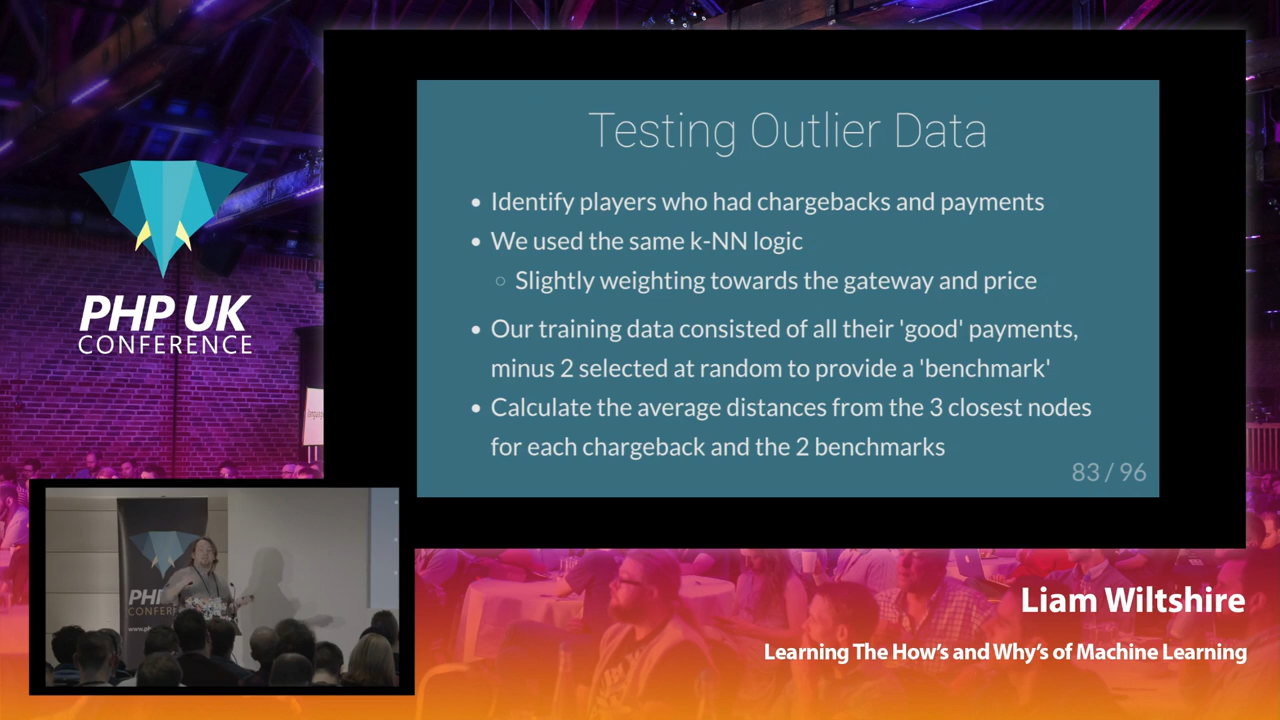 Testing Outlier Data
• Identify players who had chargebacks and payments
• We used the same k-NN logic
○ Slightly weighting towards the gateway and price
• Our training data consisted of all their 'good' payments,
minus 2 selected at random to provide a 'benchmark'
• Calculate the average distances from the 3 closest nodes
for each chargeback and the 2 benchmarks
83 / 96
PHP UK
CONFERENCE
Liam Wiltshire
Learning The How's and Why's of Machine Learning